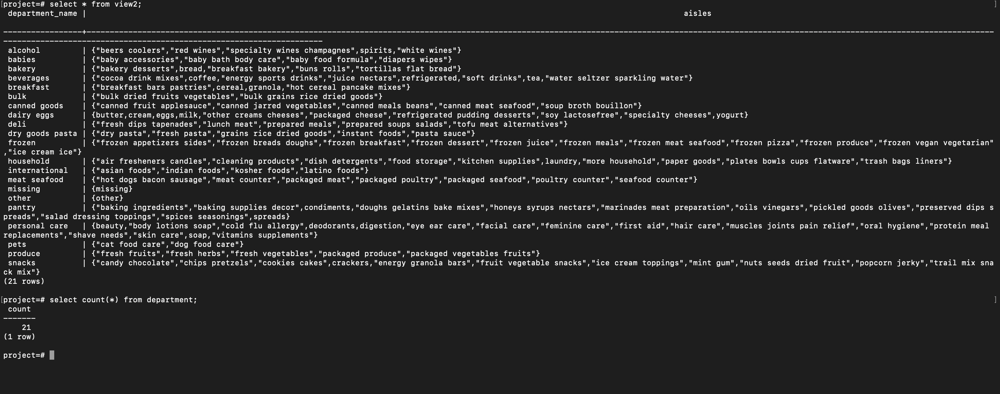 [project=# select * from view2;
department_name | aisles
-----------------+----------------------------------------------------------------------------------------------------------------------------------------------------------------------------------------------------
---------------------------------------------------------------------
alcohol | {"beers coolers","red wines","specialty wines champagnes",spirits,"white wines"}
babies | {"baby accessories","baby bath body care","baby food formula","diapers wipes"}
bakery | {"bakery desserts",bread,"breakfast bakery","buns rolls","tortillas flat bread"}
beverages | {"cocoa drink mixes",coffee,"energy sports drinks","juice nectars",refrigerated,"soft drinks",tea,"water seltzer sparkling water"}
breakfast | {"breakfast bars pastries",cereal,granola,"hot cereal pancake mixes"}
bulk | {"bulk dried fruits vegetables","bulk grains rice dried goods"}
canned goods | {"canned fruit applesauce","canned jarred vegetables","canned meals beans","canned meat seafood","soup broth bouillon"}
dairy eggs | {butter,cream,eggs,milk,"other creams cheeses","packaged cheese","refrigerated pudding desserts","soy lactosefree","specialty cheeses",yogurt}
deli | {"fresh dips tapenades","lunch meat","prepared meals","prepared soups salads","tofu meat alternatives"}
dry goods pasta | {"dry pasta","fresh pasta","grains rice dried goods","instant foods","pasta sauce"}
frozen | {"frozen appetizers sides","frozen breads doughs","frozen breakfast","frozen dessert","frozen juice","frozen meals","frozen meat seafood","frozen pizza","frozen produce","frozen vegan vegetarian"
,"ice cream ice"}
household | {"air fresheners candles","cleaning products","dish detergents","food storage","kitchen supplies",laundry,"more household","paper goods","plates bowls cups flatware","trash bags liners"}
international | {"asian foods","indian foods","kosher foods","latino foods"}
meat seafood | {"hot dogs bacon sausage","meat counter","packaged meat","packaged poultry","packaged seafood","poultry counter","seafood counter"}
missing | {missing}
other | {other}
pantry | {"baking ingredients","baking supplies decor",condiments,"doughs gelatins bake mixes","honeys syrups nectars","marinades meat preparation","oils vinegars","pickled goods olives","preserved dips s
preads","salad dressing toppings","spices seasonings",spreads}
personal care | {beauty,"body lotions soap","cold flu allergy",deodorants,digestion,"eye ear care","facial care","feminine care","first aid","hair care","muscles joints pain relief","oral hygiene","protein meal
replacements","shave needs","skin care",soap,"vitamins supplements"}
pets | {"cat food care","dog food care"}
produce | {"fresh fruits","fresh herbs","fresh vegetables","packaged produce","packaged vegetables fruits"}
snacks | {"candy chocolate","chips pretzels","cookies cakes",crackers,"energy granola bars","fruit vegetable snacks","ice cream toppings","mint gum","nuts seeds dried fruit","popcorn jerky","trail mix sna
ck mix"}
(21 rows)
[project=# select count(*) from department;
count
-------
21
(1 row)
project=#